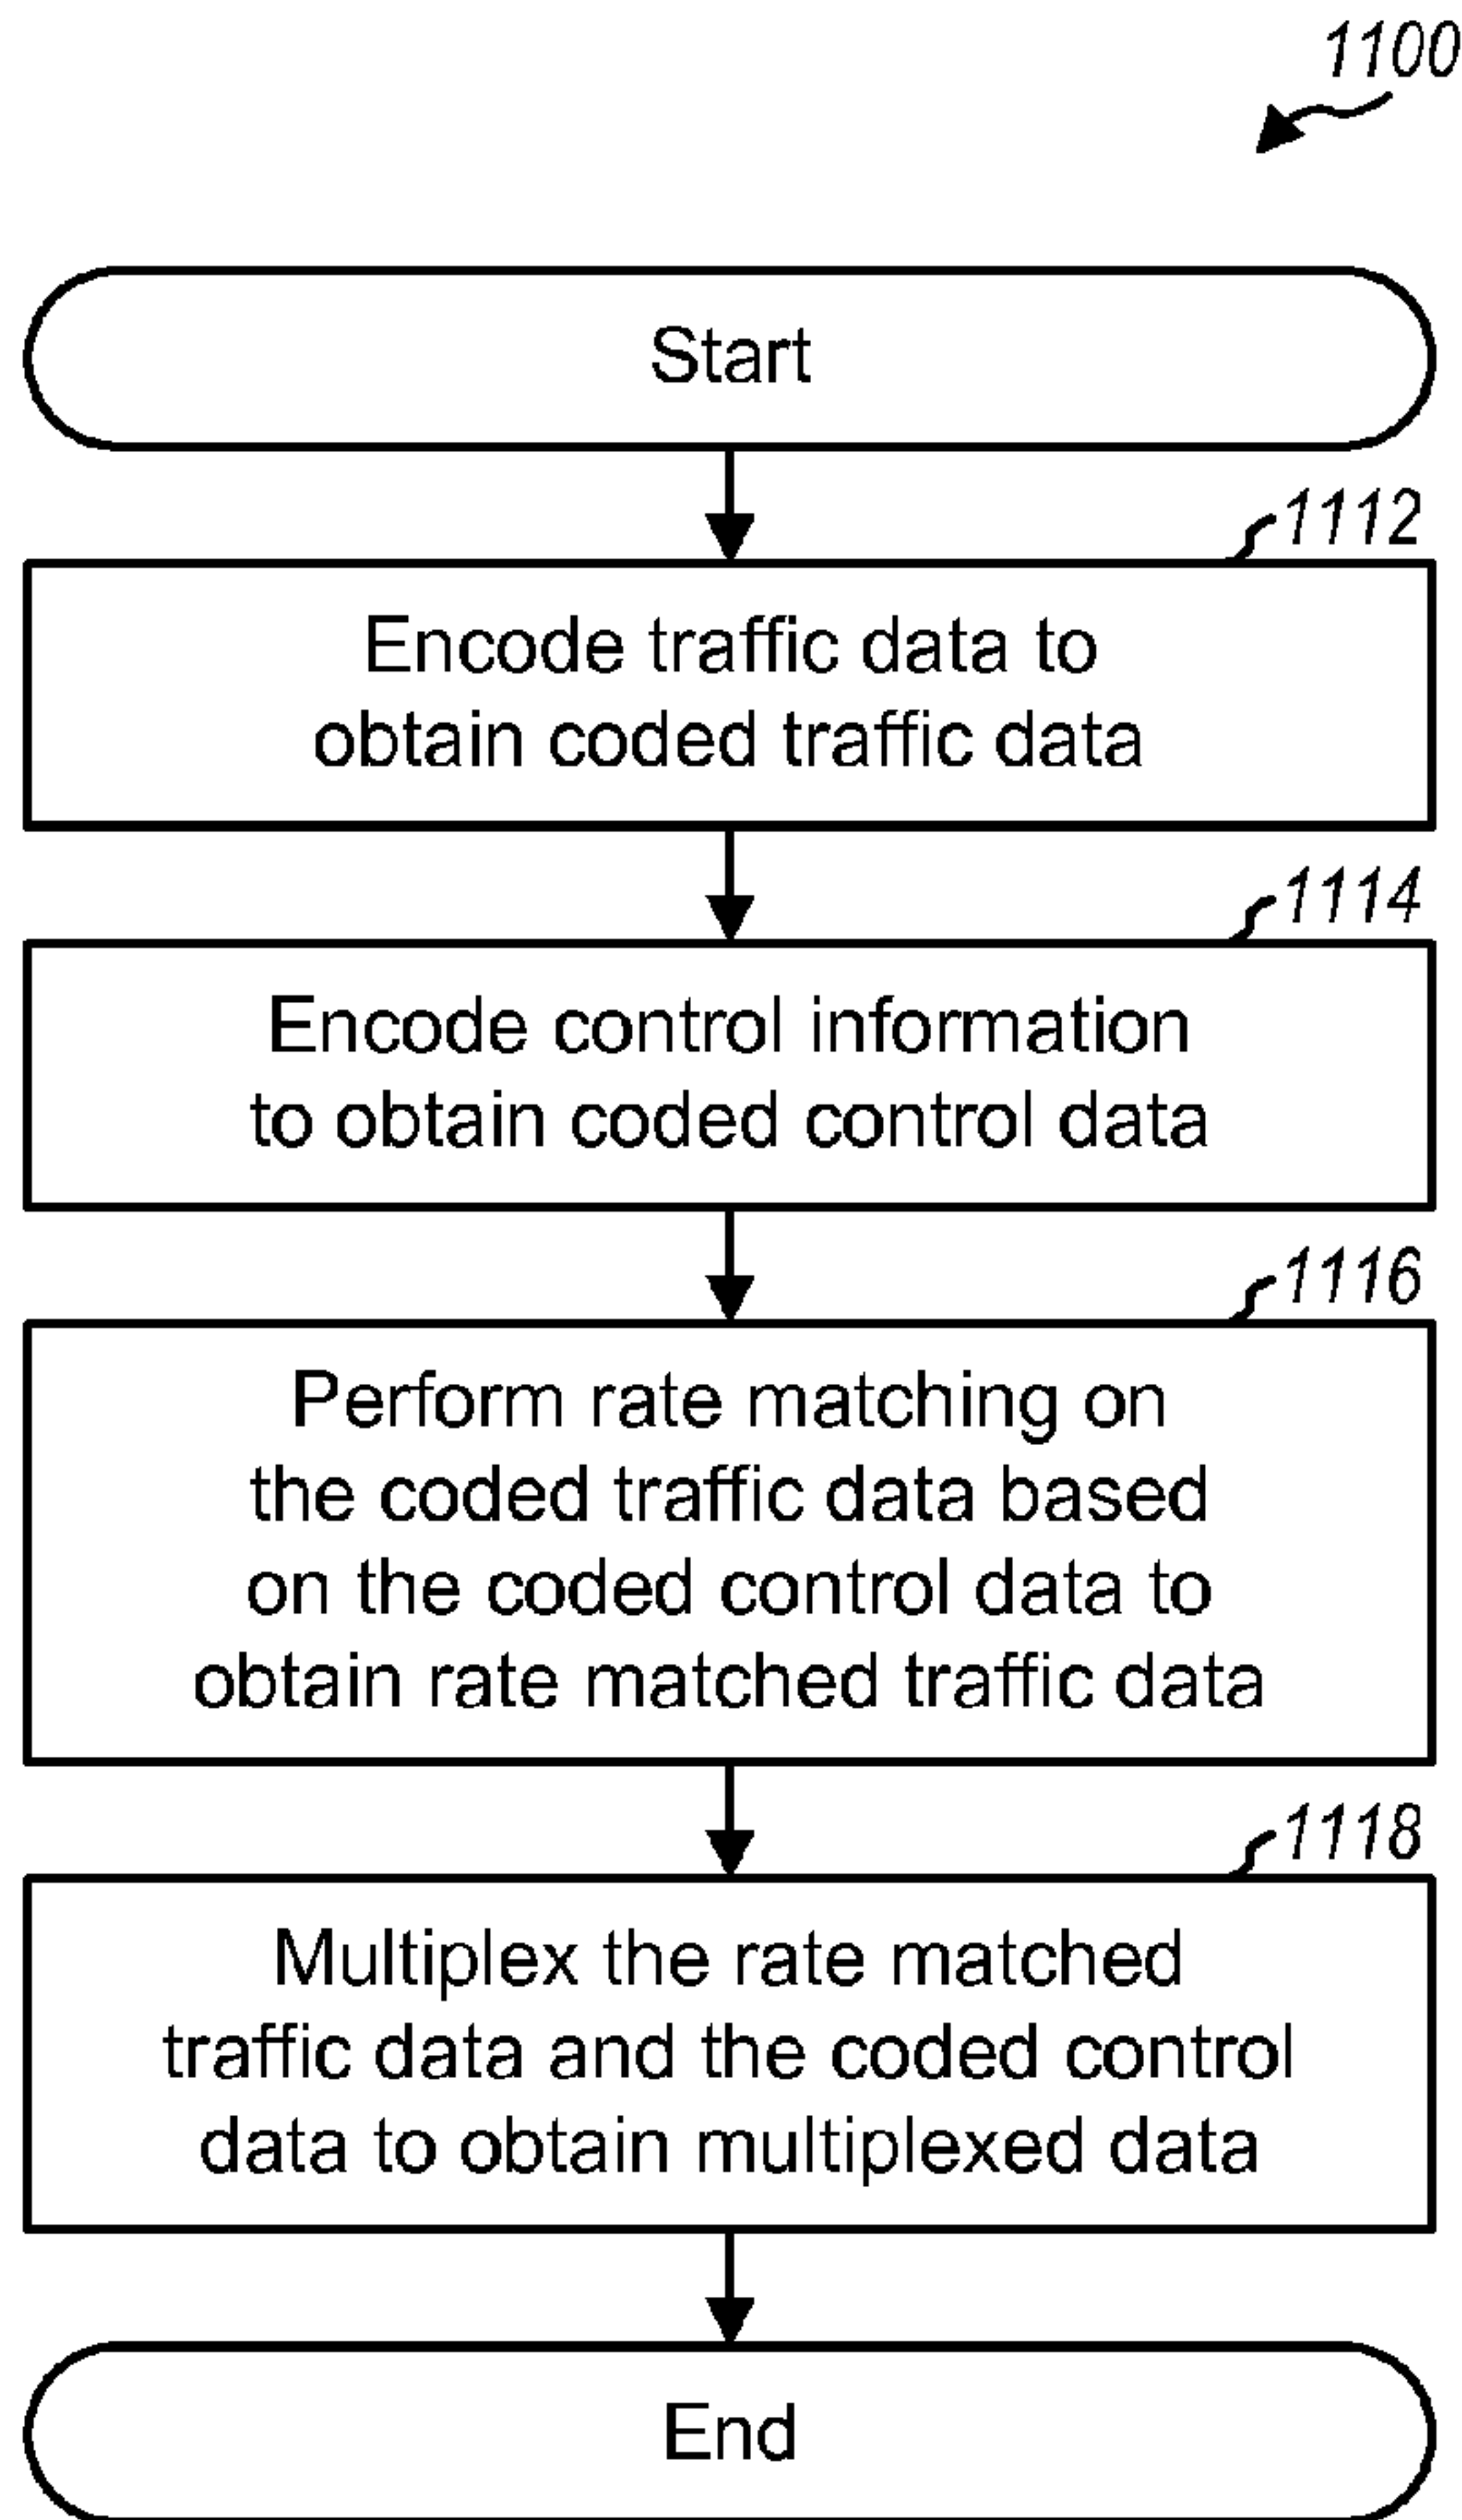 1100
Start
1112
Encode traffic data to
obtain coded traffic data
1114
Encode control information
to obtain coded control data
1116
Perform rate matching on
the coded traffic data based
on the coded control data to
obtain rate matched traffic data
1118
Multiplex the rate matched
traffic data and the coded control
data to obtain multiplexed data
End